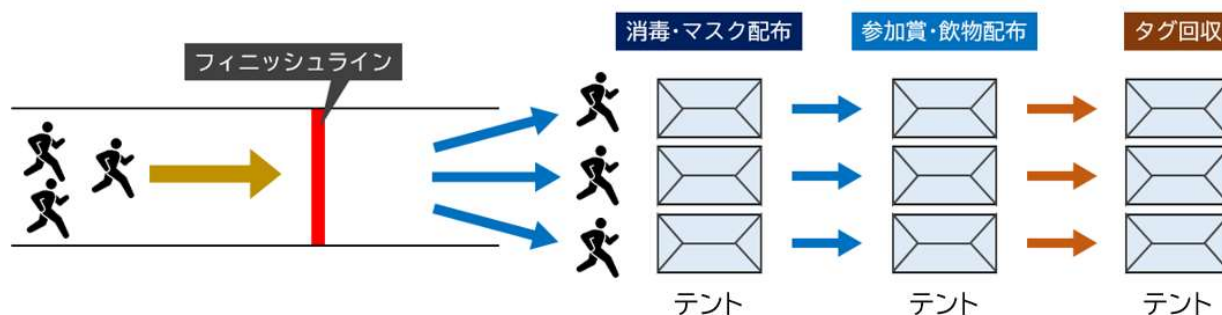 消毒・マスク配布
参加賞・飲物配布
タグ回収
フィニッシュライン
テント
テント
テント